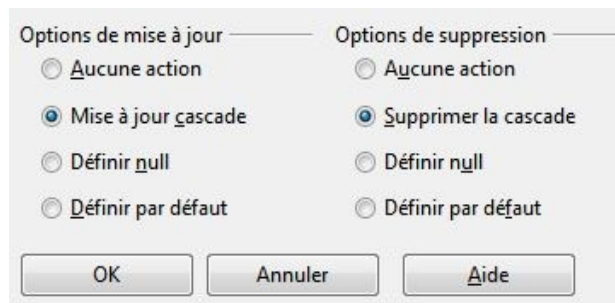 Options de mise à jour
Aucune action
Mise à jour cascade
Définir null
Définir par défaut
Options de suppression
Aucune action
Supprimer la cascade
Définir null
Définir par défaut
OK
Annuler
Aide